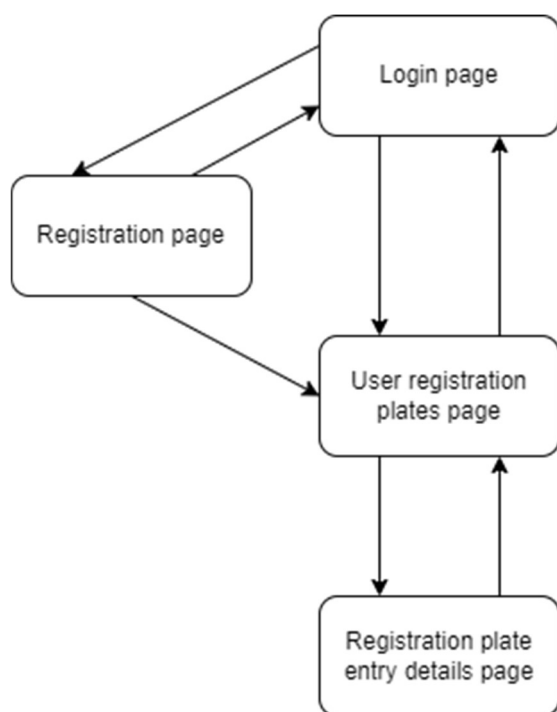 Login page
Registration page
User registration
plates page
Registration plate
entry details page